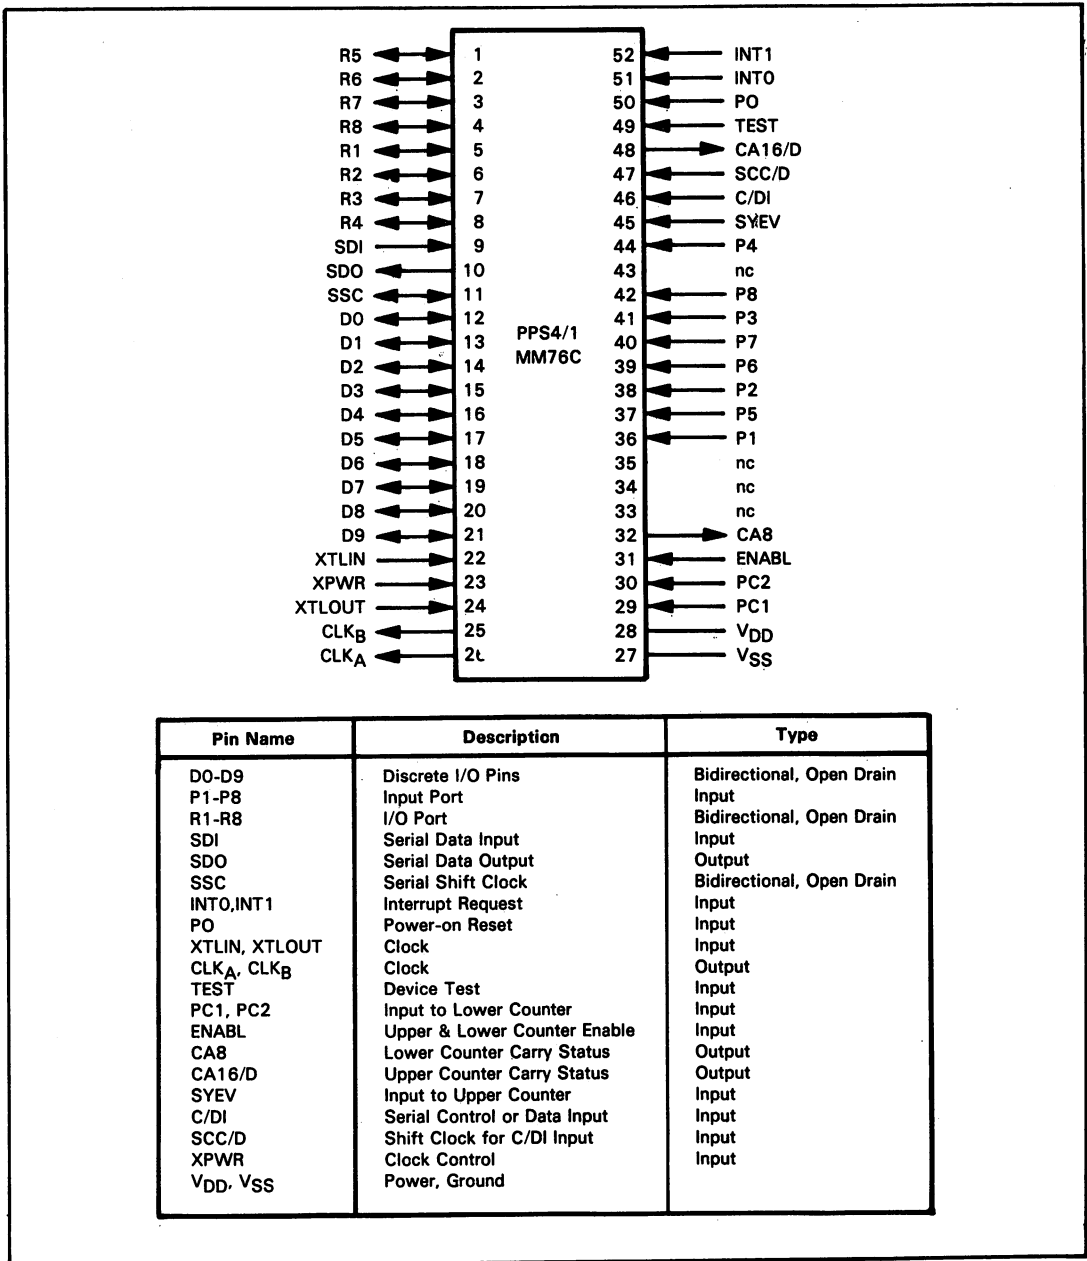 R5 1 52 INT1
R6 2 51 INT0
R7 3 50 PO
R8 4 49 TEST
R1 5 48 CA16/D
R2 6 47 SCC/D
R3 7 46 C/DI
R4 8 45 SYEV
SDI 9 44 P4
SDO 10 43 nc
SSC 11 42 P8
D0 12 41 P3
D1 13 PPS4/1 40 P7
D2 14 MM76C 39 P6
D3 15 38 P2
D4 16 37 P5
D5 17 36 P1
D6 18 35 nc
D7 19 34 nc
D8 20 33 nc
D9 21 32 CA8
XTLIN 22 31 ENABL
XPWR 23 30 PC2
XTLOUT 24 29 PC1
CLKB 25 28 VDD
CLKA 2 27 VSS
Pin Name Description Type
D0-D9 Discrete I/O Pins Bidirectional, Open Drain
P1-P8 Input Port Input
R1-R8 I/O Port Bidirectional, Open Drain
SDI Serial Data Input Input
SDO Serial Data Output Output
SSC Serial Shift Clock Bidirectional, Open Drain
INT0,INT1 Interrupt Request Input
PO Power-on Reset Input
XTLIN, XTLOUT Clock Input
CLKA, CLKB Clock Output
TEST Device Test Input
PC1, PC2 Input to Lower Counter Input
ENABL Upper & Lower Counter Enable Input
CA8 Lower Counter Carry Status Output
CA16/D Upper Counter Carry Status Output
SYEV Input to Upper Counter Input
C/DI Serial Control or Data Input Input
SCC/D Shift Clock for C/DI Input Input
XPWR Clock Control Input
VDD, VSS Power, Ground